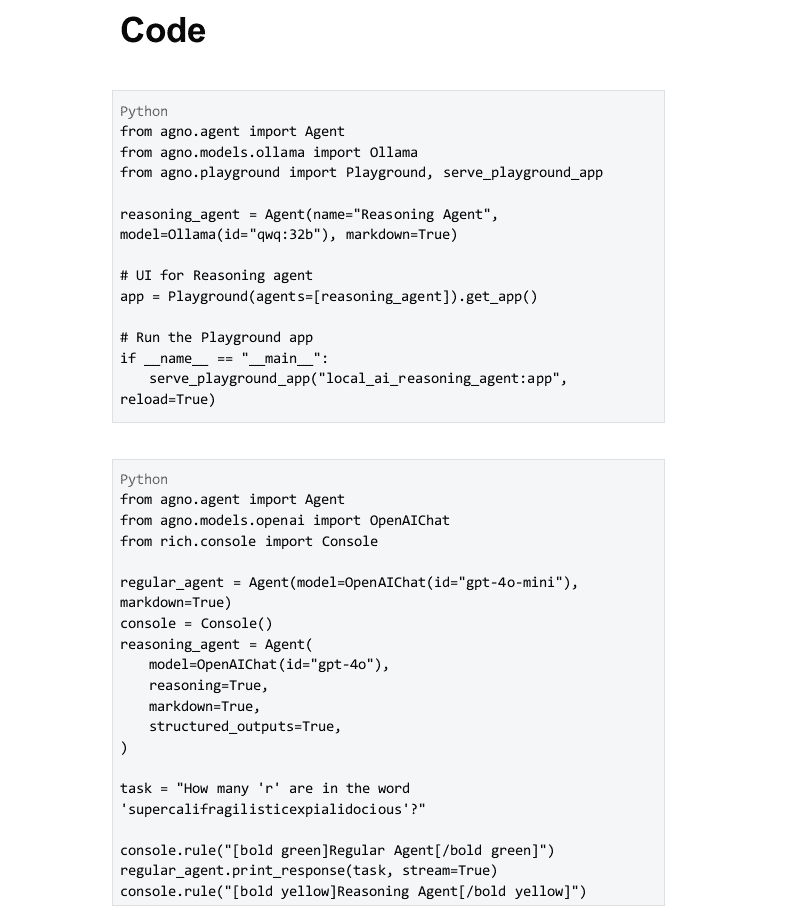 Code
Python
from agno.agent import Agent
from agno.models.ollama import Ollama
from agno.playground import Playground, serve_playground_app
reasoning_agent = Agent(name="Reasoning Agent",
model=Ollama(id="qwq:32b"), markdown=True)
# UI for Reasoning agent
app = Playground(agents=[reasoning_agent]).get_app()
# Run the Playground app
if __name__ == "__main__":
    serve_playground_app("local_ai_reasoning_agent:app",
reload=True)
Python
from agno.agent import Agent
from agno.models.openai import OpenAIChat
from rich.console import Console
regular_agent = Agent(model=OpenAIChat(id="gpt-4o-mini"),
markdown=True)
console = Console()
reasoning_agent = Agent(
    model=OpenAIChat(id="gpt-4o"),
    reasoning=True,
    markdown=True,
    structured_outputs=True,
)
task = "How many 'r' are in the word
'supercalifragilisticexpialidocious'?"
console.rule("[bold green]Regular Agent[/bold green]")
regular_agent.print_response(task, stream=True)
console.rule("[bold yellow]Reasoning Agent[/bold yellow]")